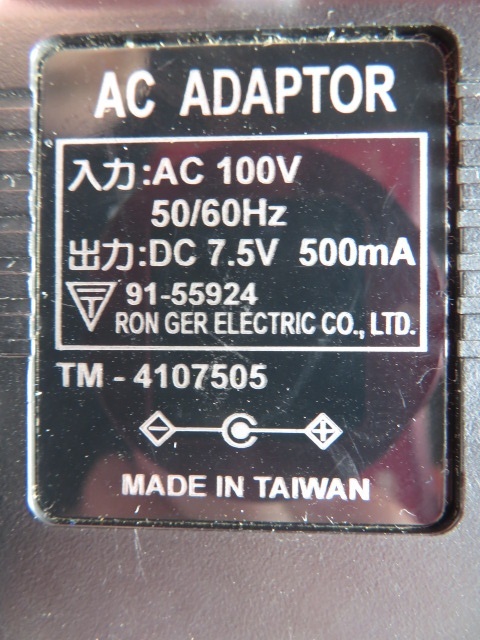 AC ADAPTOR
入力:AC 100V
50/60Hz
出力:DC 7.5V 500mA
T 91-55924
RON GER ELECTRIC CO., LTD.
TM - 4107505
- +
MADE IN TAIWAN